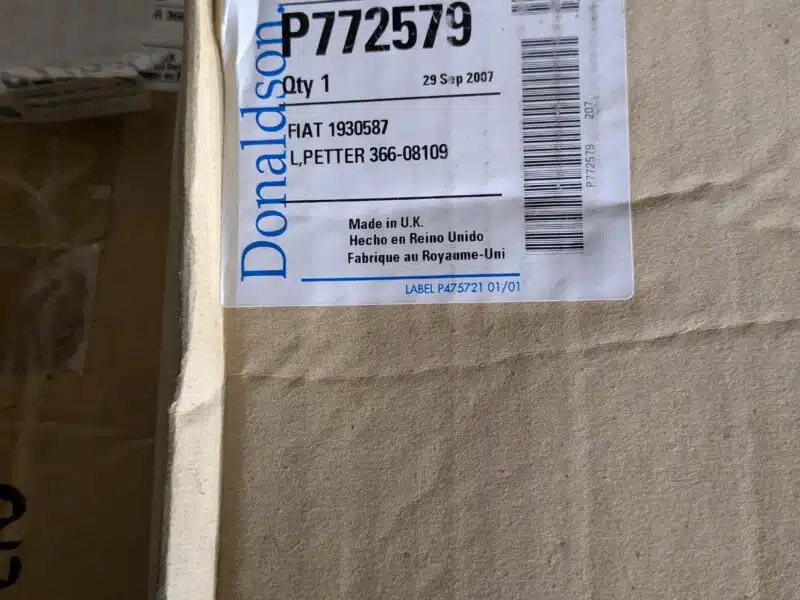 Donaldson.
P772579
Qty 1
29 Sep 2007
FIAT 1930587
L,PETTER 366-08109
Made in U.K.
Hecho en Reino Unido
Fabrique au Royaume-Uni
LABEL P475721 01/01
P772579 207